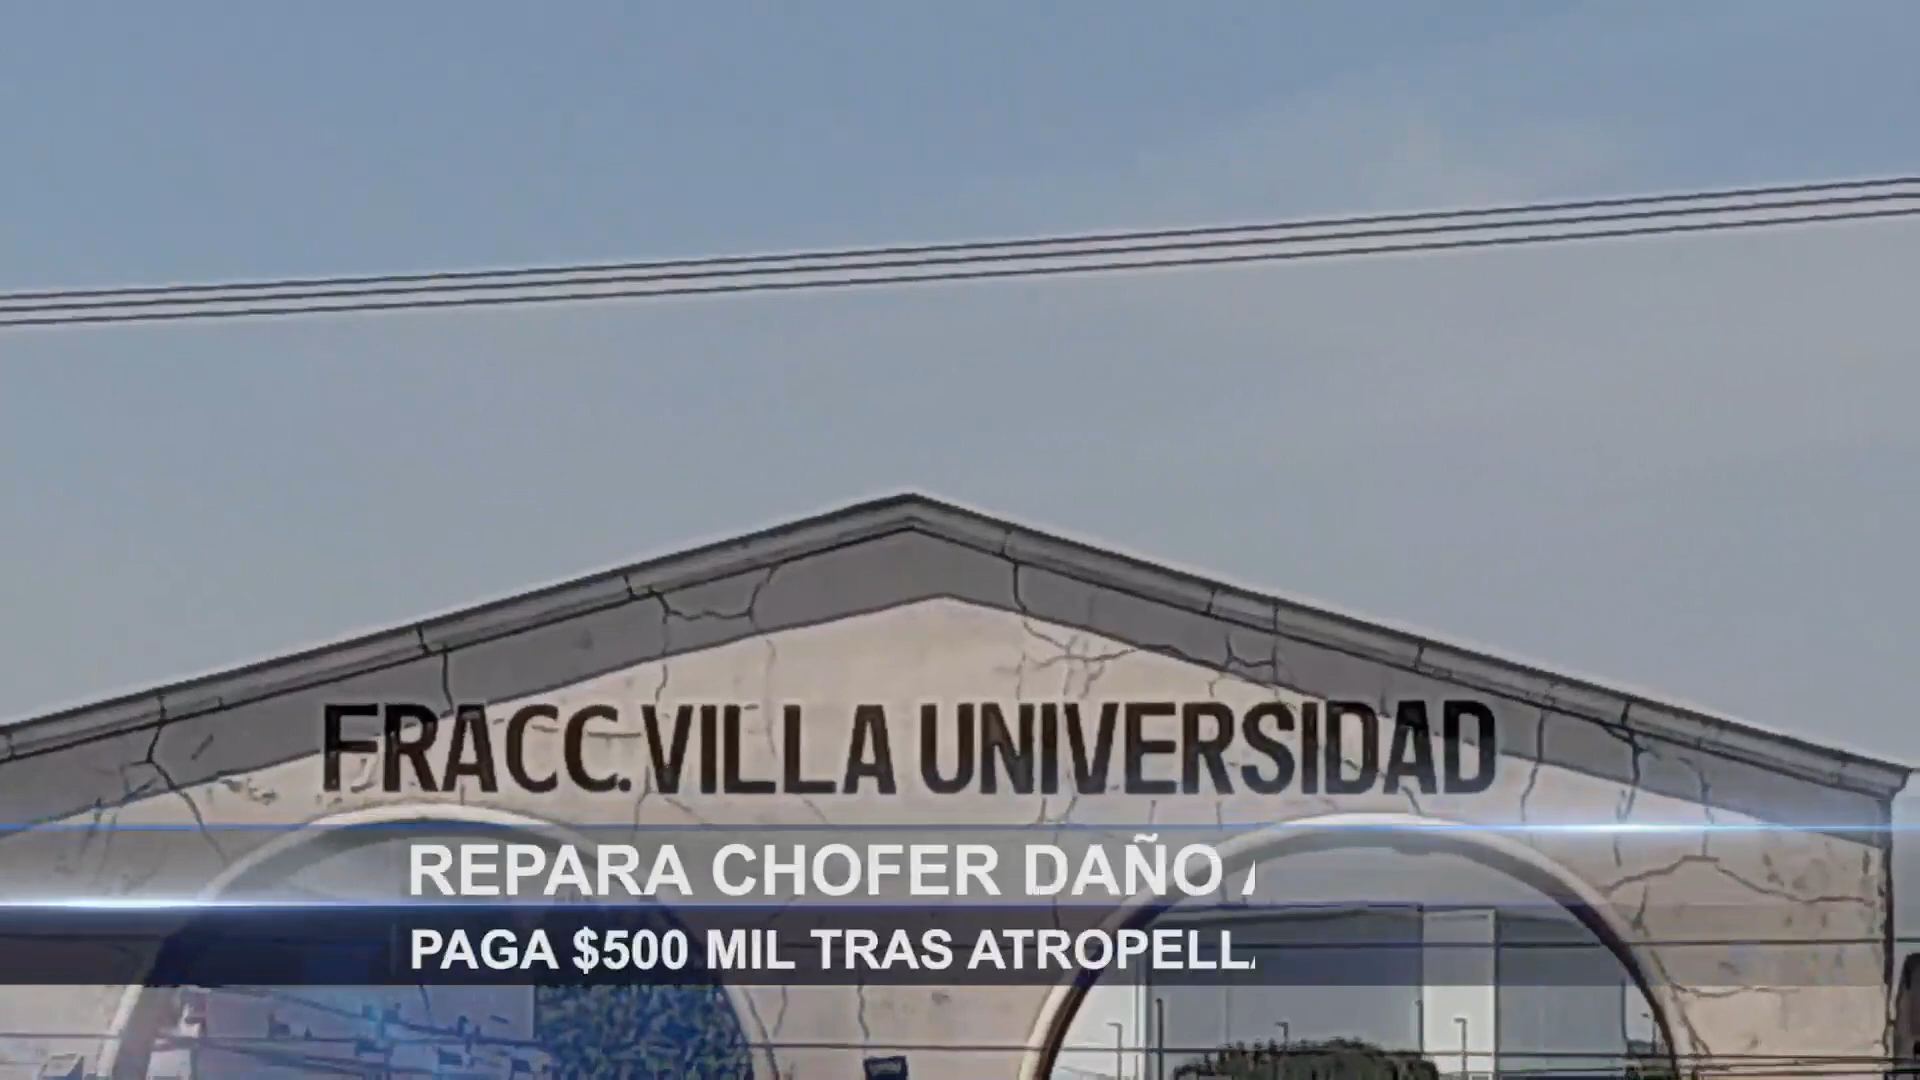 FRACC. VILLA UNIVERSIDAD
REPARA CHOFER DAÑO
PAGA $500 MIL TRAS